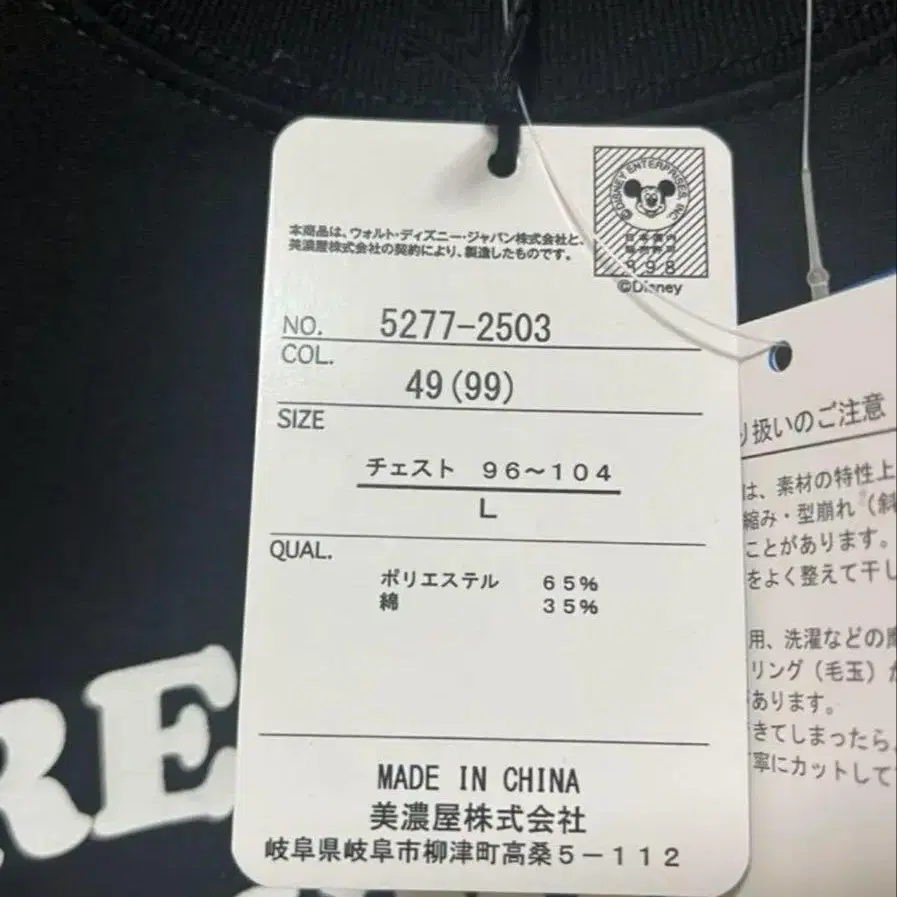 ©DISNEY ENTERPRISES, INC.
998
©Disney
本商品は、ウォルト・ディズニー・ジャパン株式会社と、
美濃屋株式会社の契約により、製造したものです。
NO. 5277-2503
COL. 49(99)
SIZE
チェスト 96~104
L
QUAL.
ポリエステル 65%
綿 35%
MADE IN CHINA
美濃屋株式会社
岐阜県岐阜市柳津町高桑5-112
り扱いのご注意
は、素材の特性上
縮み・型崩れ(斜
ことがあります。
をよく整えて干し
用、洗濯などの摩
リング(毛玉)が
あります。
きてしまったら、
寧にカットして
RE